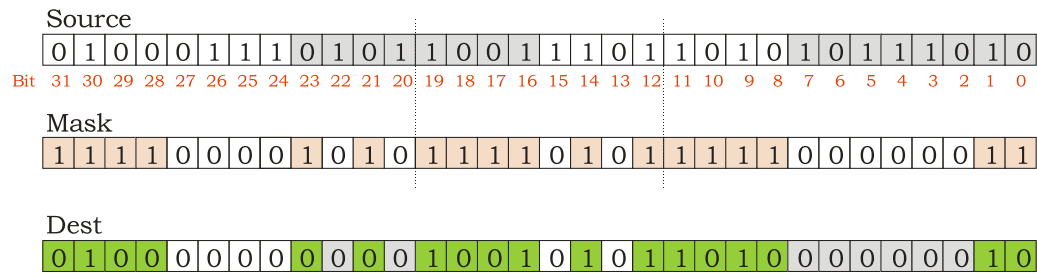 Source
0 1 0 0 0 1 1 1 0 1 0 1 1 0 0 1 1 1 0 1 1 0 1 0 1 0 1 1 1 0 1 0
Bit 31 30 29 28 27 26 25 24 23 22 21 20 19 18 17 16 15 14 13 12 11 10 9 8 7 6 5 4 3 2 1 0
Mask
1 1 1 1 0 0 0 0 1 0 1 0 1 1 1 1 0 1 0 1 1 1 1 1 0 0 0 0 0 0 1 1
Dest
0 1 0 0 0 0 0 0 0 0 0 0 1 0 0 1 0 1 0 1 1 0 1 0 0 0 0 0 0 0 1 0